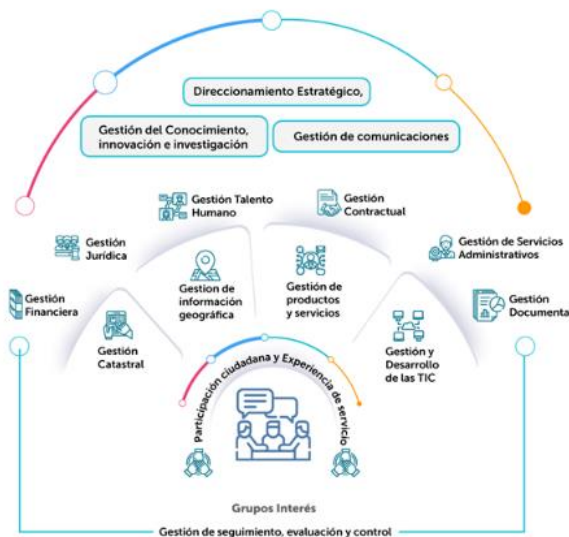 Direccionamiento Estratégico,
Gestión del Conocimiento,
innovación e investigación
Gestión de comunicaciones
Gestión Talento
Humano
Gestión
Contractual
Gestión
Jurídica
Gestión de Servicios
Administrativos
Gestión
Financiera
Gestion de
información
geográfica
Gestión de
productos
y servicios
Gestión
Documenta
Gestión
Catastral
Gestión y
Desarrollo
de las TIC
Participación ciudadana y Experiencia de servicio
Grupos Interés
Gestión de seguimiento, evaluación y control